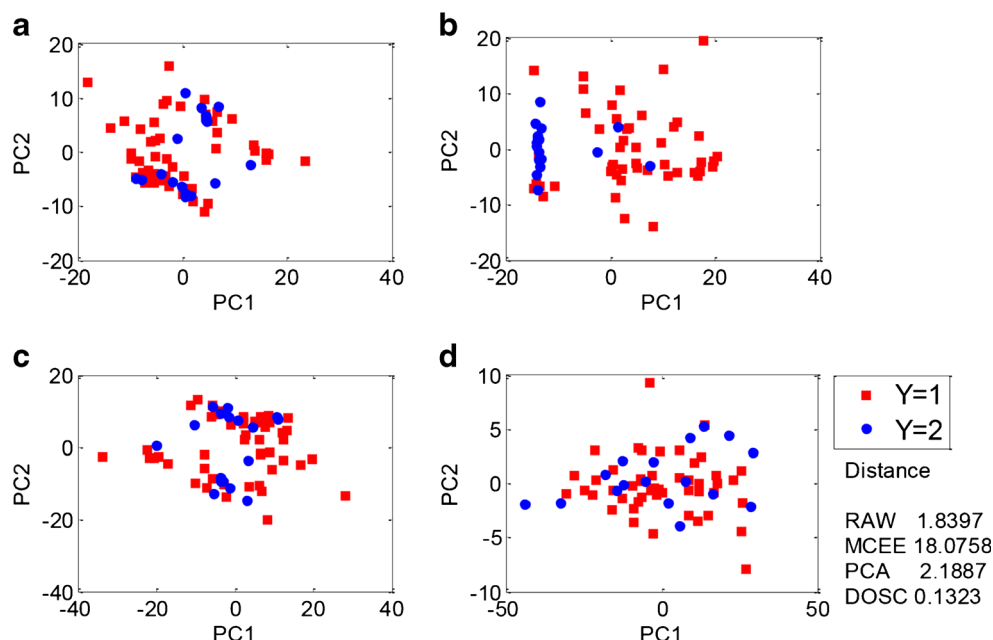 a
20
10
0
-10
-20
-20 0 20 40
PC1
PC2
b
20
10
0
-10
-20
-20 0 20 40
PC1
PC2
c
20
0
-20
-40
-40 -20 0 20 40
PC1
PC2
d
10
5
0
-5
-10
-50 0 50
PC1
PC2
Y=1
Y=2
Distance
RAW 1.8397
MCEE 18.0758
PCA 2.1887
DOSC 0.1323